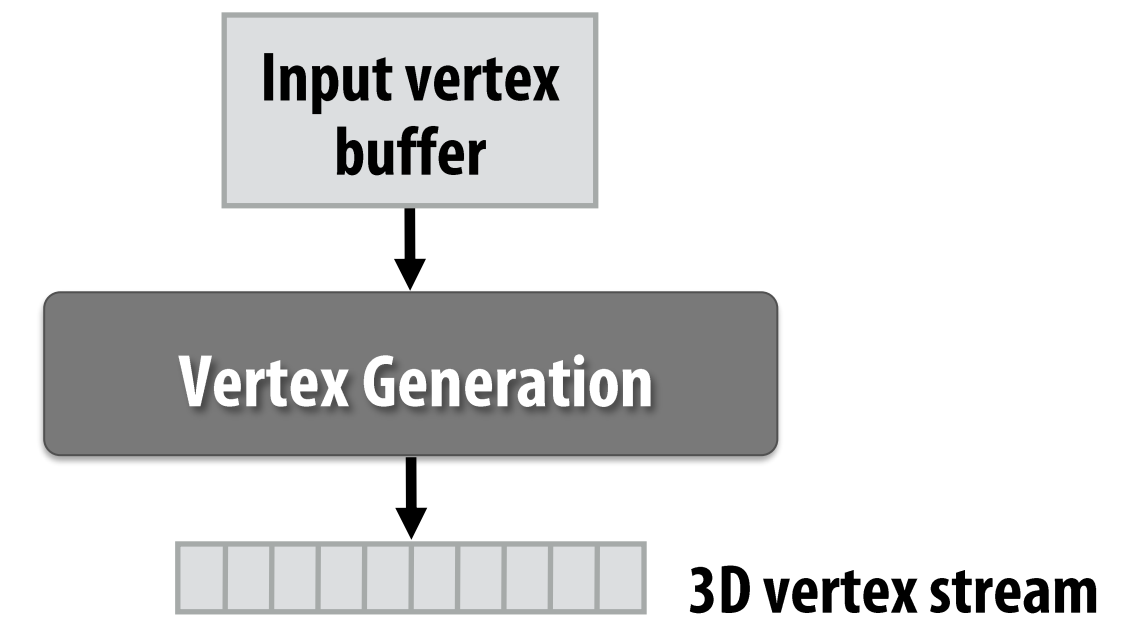 Input vertex
buffer
Vertex Generation
3D vertex stream